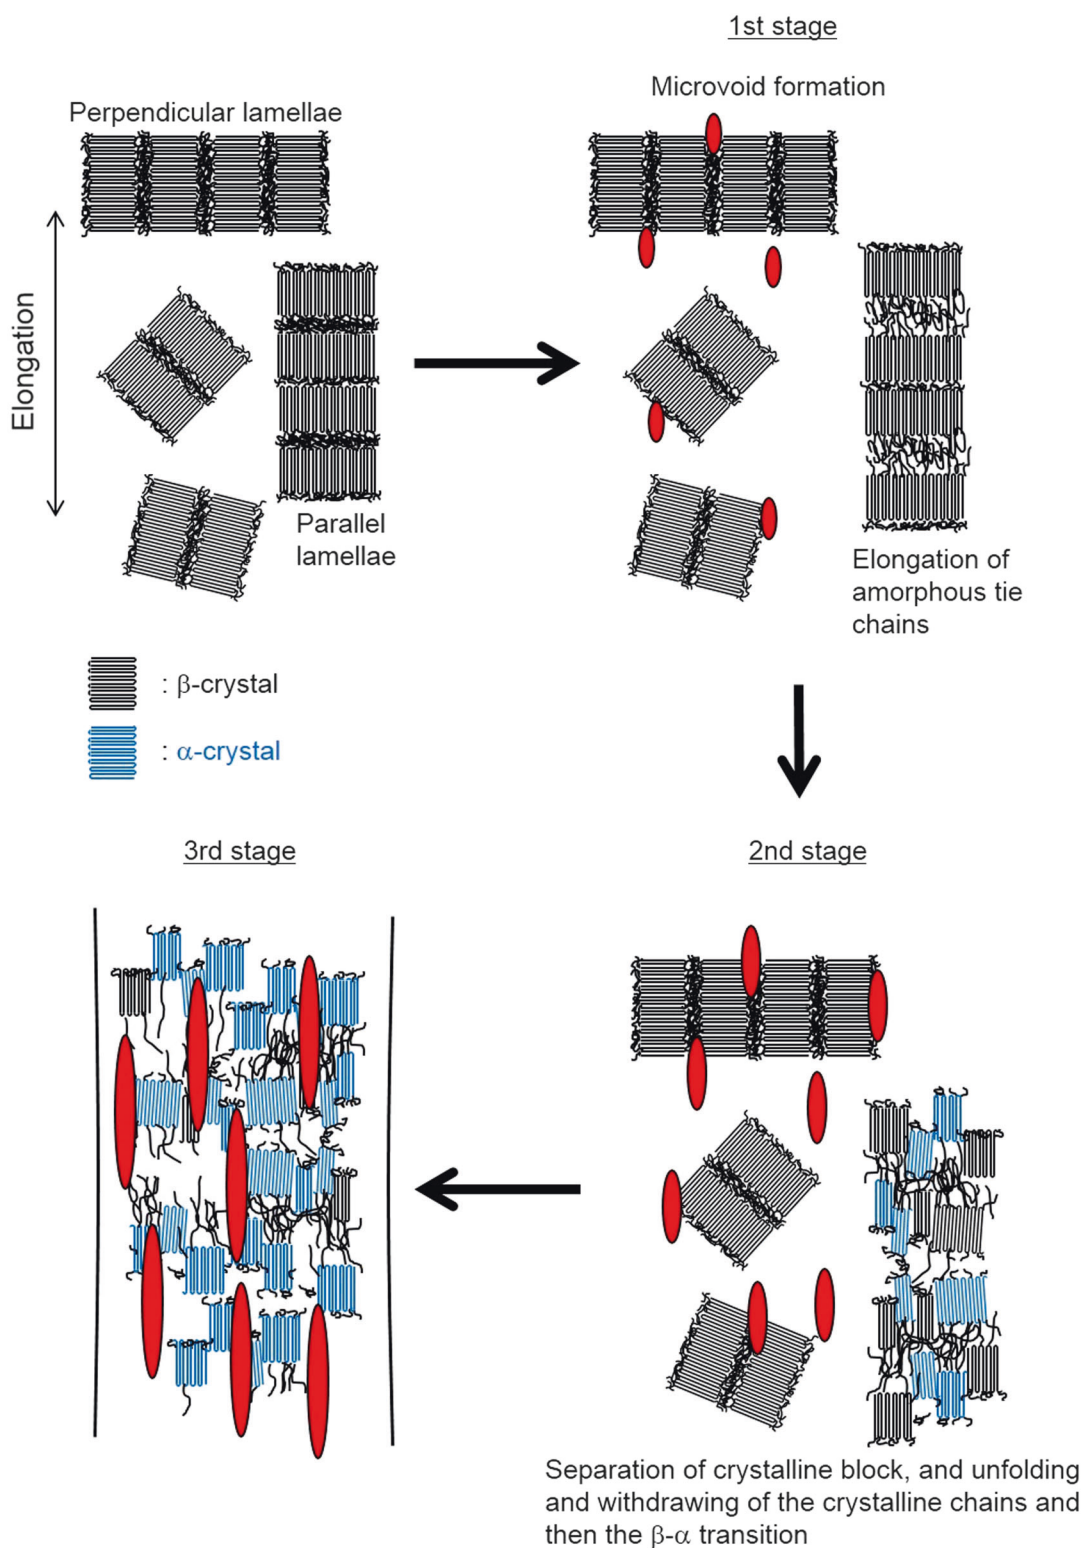 1st stage
Microvoid formation
Perpendicular lamellae
Elongation
Parallel
lamellae
Elongation of
amorphous tie
chains
: β-crystal
: α-crystal
3rd stage
2nd stage
Separation of crystalline block, and unfolding
and withdrawing of the crystalline chains and
then the β-α transition